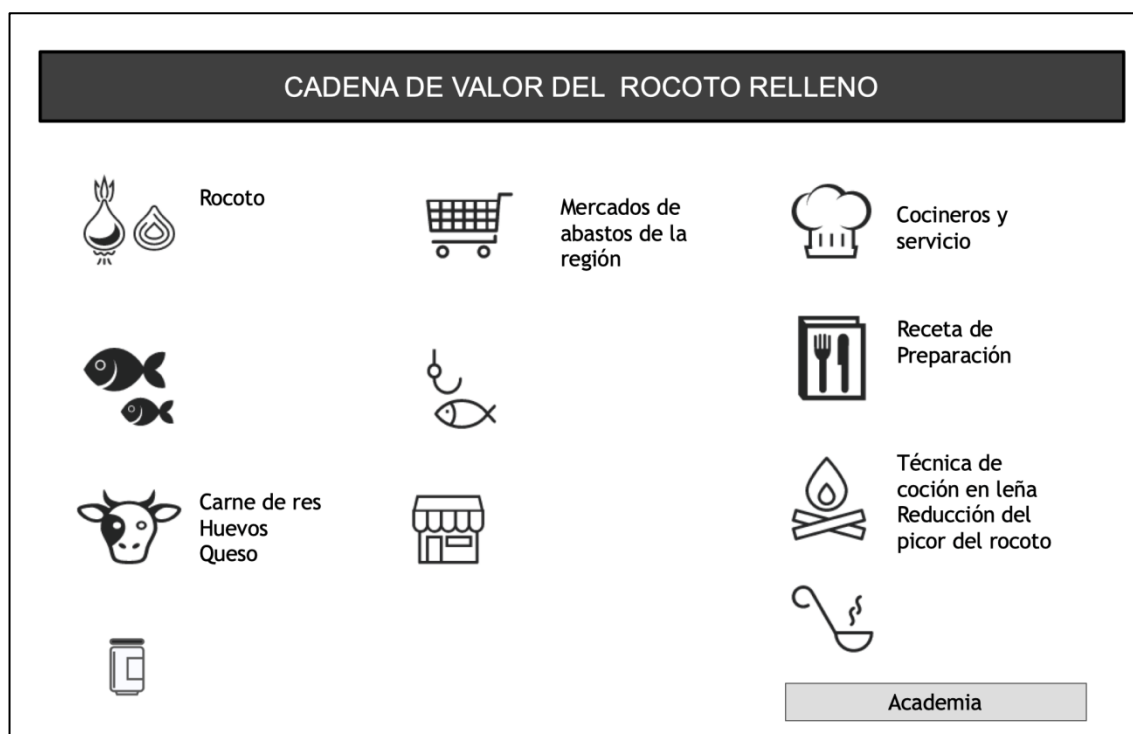 CADENA DE VALOR DEL ROCOTO RELLENO
Rocoto
Mercados de
abastos de la
región
Cocineros y
servicio
Receta de
Preparación
Carne de res
Huevos
Queso
Técnica de
coción en leña
Reducción del
picor del rocoto
Academia